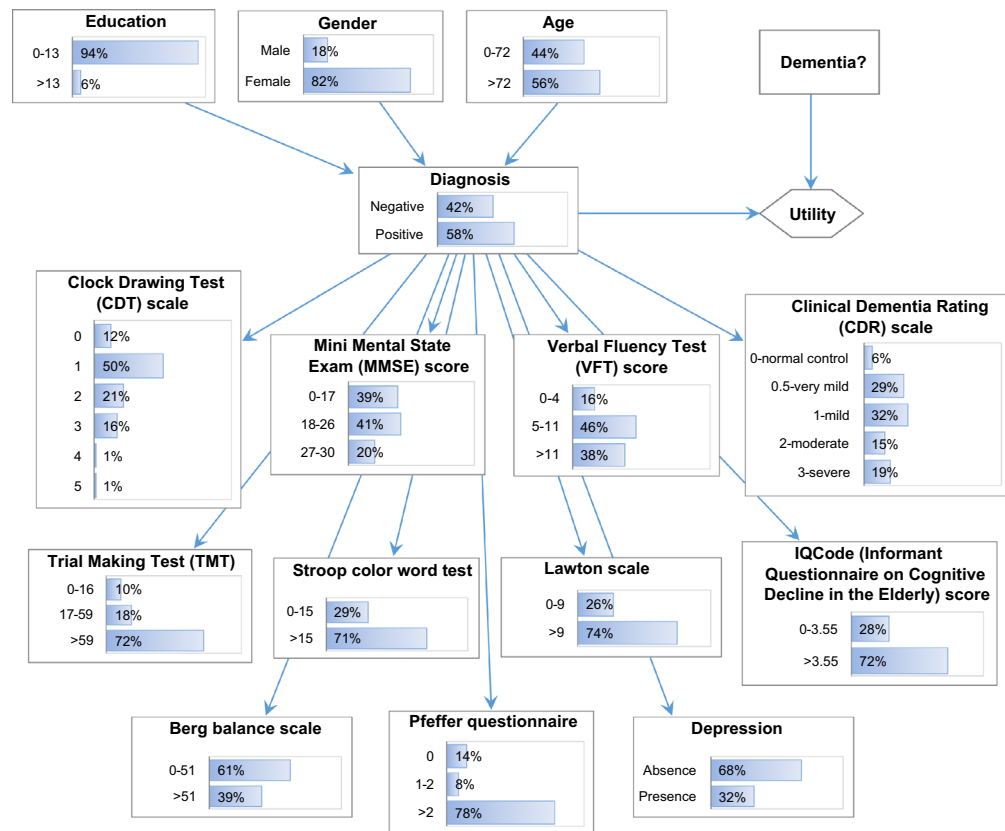 Education
0-13 94%
>13 6%
Gender
Male 18%
Female 82%
Age
0-72 44%
>72 56%
Dementia?
Diagnosis
Negative 42%
Positive 58%
Utility
Clock Drawing Test
(CDT) scale
0 12%
1 50%
2 21%
3 16%
4 1%
5 1%
Mini Mental State
Exam (MMSE) score
0-17 39%
18-26 41%
27-30 20%
Verbal Fluency Test
(VFT) score
0-4 16%
5-11 46%
>11 38%
Clinical Dementia Rating
(CDR) scale
0-normal control 6%
0.5-very mild 29%
1-mild 32%
2-moderate 15%
3-severe 19%
Trial Making Test (TMT)
0-16 10%
17-59 18%
>59 72%
Stroop color word test
0-15 29%
>15 71%
Lawton scale
0-9 26%
>9 74%
IQCode (Informant
Questionnaire on Cognitive
Decline in the Elderly) score
0-3.55 28%
>3.55 72%
Berg balance scale
0-51 61%
>51 39%
Pfeffer questionnaire
0 14%
1-2 8%
>2 78%
Depression
Absence 68%
Presence 32%